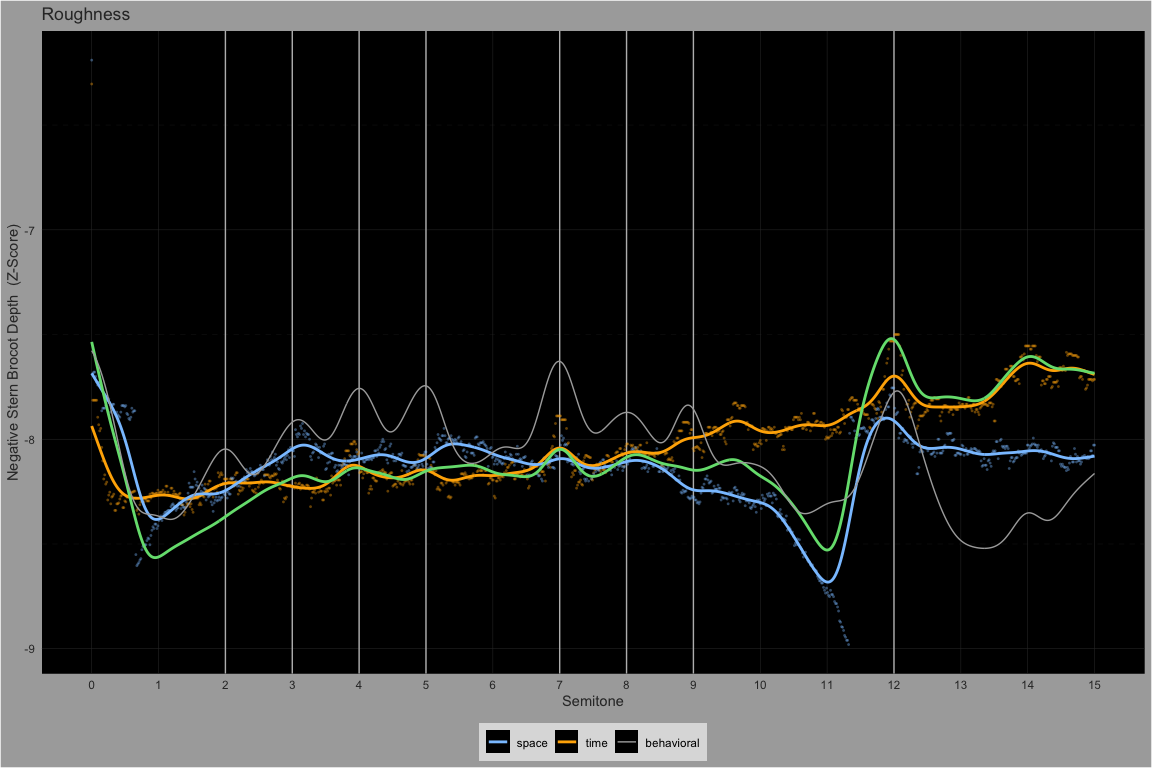 Roughness
Negative Stern Brocot Depth (Z-Score)
-7
-8
-9
0 1 2 3 4 5 6 7 8 9 10 11 12 13 14 15
Semitone
space time behavioral